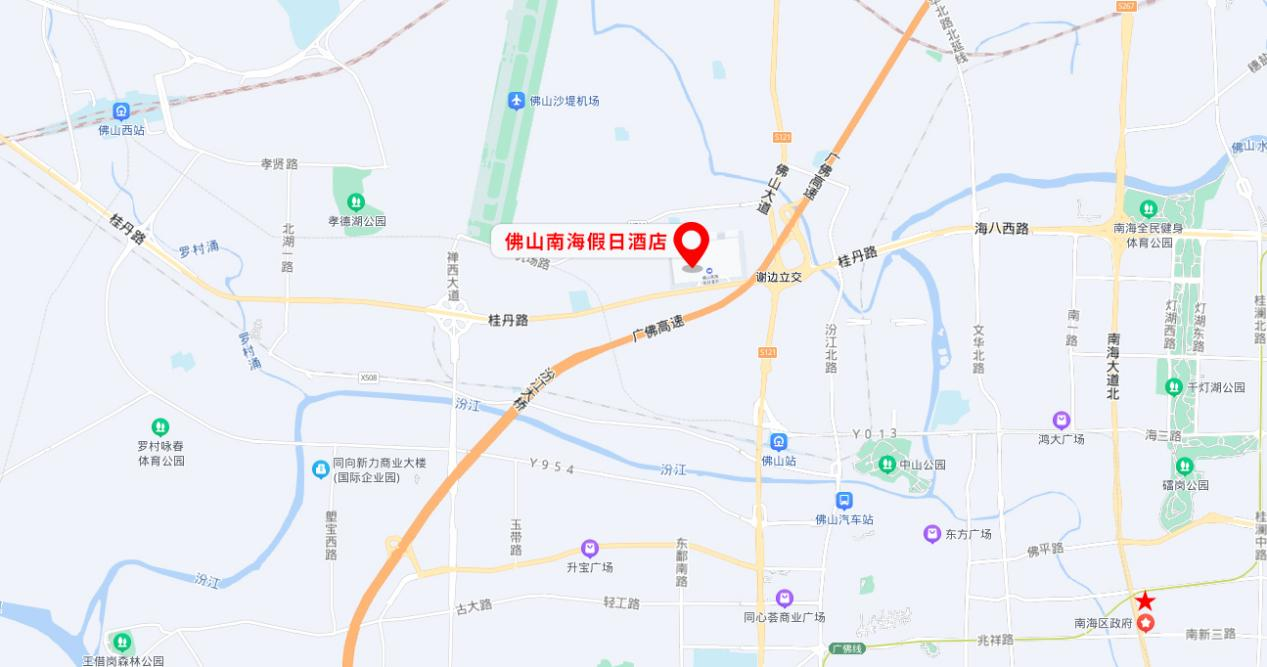 S267
华北路北延线
穗盐
佛山沙堤机场
佛山西站
S121
佛山水
孝贤路
广佛高速
佛山大道
桂丹路
孝德湖公园
南海全民健身
体育公园
海八西路
北湖一路
罗村涌
佛山南海假日酒店
机场路
桂丹路
谢边立交
禅西大道
灯湖西路
灯湖东路
桂澜北路
南一路
桂丹路
广佛高速
汾江北路
文华北路
南海大道北
罗村涌
S121
X508
汾江大桥
千灯湖公园
汾江
罗村咏春
体育公园
鸿大广场
Y013
海三路
佛山站
同向新力商业大楼
(国际企业园)
Y954
汾江
中山公园
礌岗公园
塱宝西路
玉带路
佛山汽车站
东方广场
桂澜中路
升宝广场
东鄱南路
佛平路
汾江
古大路
轻工路
同心荟商业广场
南海区政府
南新三路
王借岗森林公园
广佛线
兆祥路